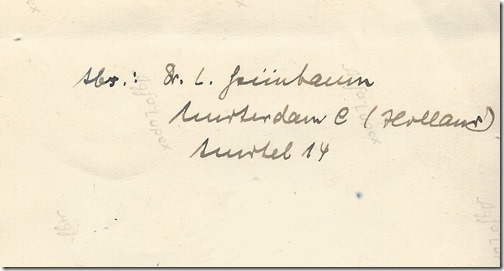 Abs.: Dr. L. Grünbaum
Amsterdam C (Holland)
Amstel 14